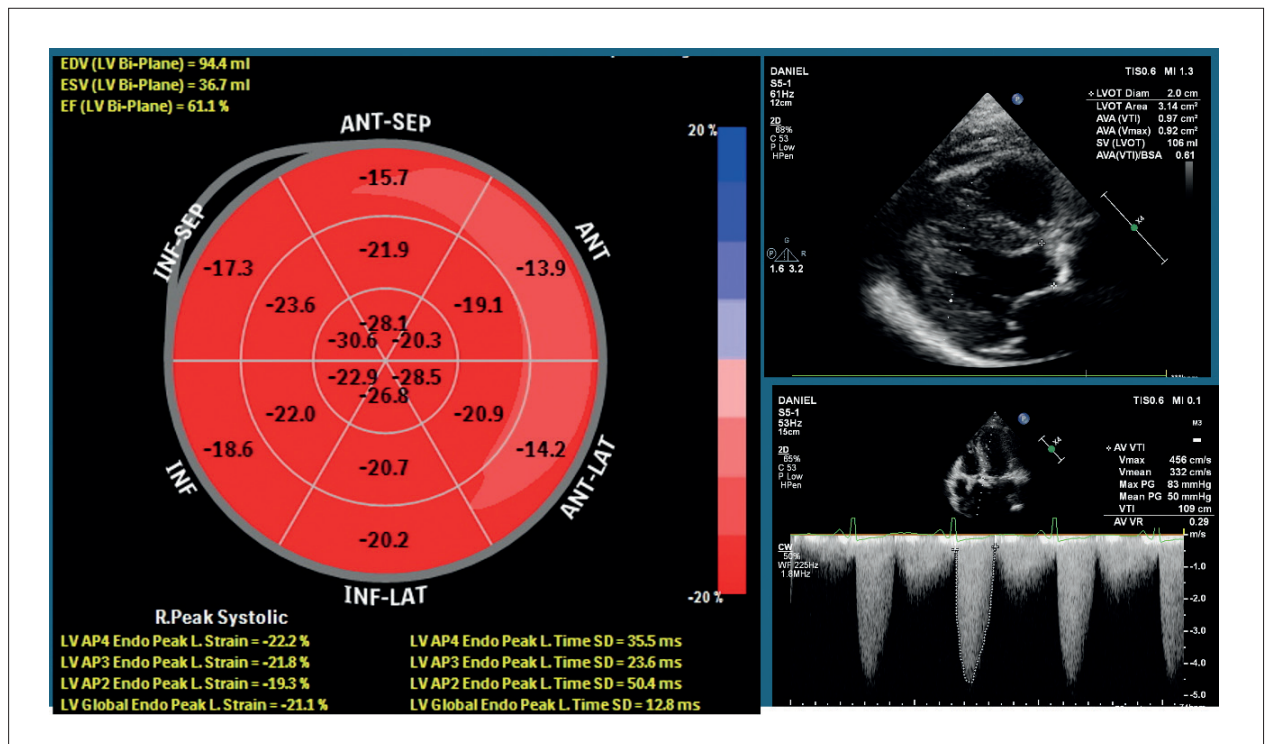 EDV (LV Bi-Plane) = 94.4 ml
ESV (LV Bi-Plane) = 36.7 ml
EF (LV Bi-Plane) = 61.1 %
20 %
-20 %
ANT-SEP
ANT
ANT-LAT
INF-LAT
INF
INF-SEP
-15.7
-13.9
-14.2
-20.2
-18.6
-17.3
-21.9
-19.1
-20.9
-20.7
-22.0
-23.6
-28.1
-30.6 -20.3
-22.9 -28.5
-26.8
R.Peak Systolic
LV AP4 Endo Peak L. Strain = -22.2 %
LV AP3 Endo Peak L. Strain = -21.8 %
LV AP2 Endo Peak L. Strain = -19.3 %
LV Global Endo Peak L. Strain = -21.1 %
LV AP4 Endo Peak L. Time SD = 35.5 ms
LV AP3 Endo Peak L. Time SD = 23.6 ms
LV AP2 Endo Peak L. Time SD = 50.4 ms
LV Global Endo Peak L. Time SD = 12.8 ms
DANIEL
S5-1
61Hz
12cm
2D
68%
C 53
P Low
HPen
TIS0.6 MI 1.3
LVOT Diam 2.0 cm
LVOT Area 3.14 cm²
AVA (VTI) 0.97 cm²
AVA (Vmax) 0.92 cm²
SV (LVOT) 106 ml
AVA(VTI)/BSA 0.61
P
G
P R
1.6 3.2
X4
DANIEL
S5-1
53Hz
15cm
2D
65%
C 53
P Low
HPen
CW
50%
WF 225Hz
1.8MHz
TIS0.6 MI 0.1
M3
P
X4
AV VTI
Vmax 456 cm/s
Vmean 332 cm/s
Max PG 83 mmHg
Mean PG 50 mmHg
VTI 109 cm
AV VR 0.29
m/s
-1.0
-2.0
-3.0
-4.0
-5.0